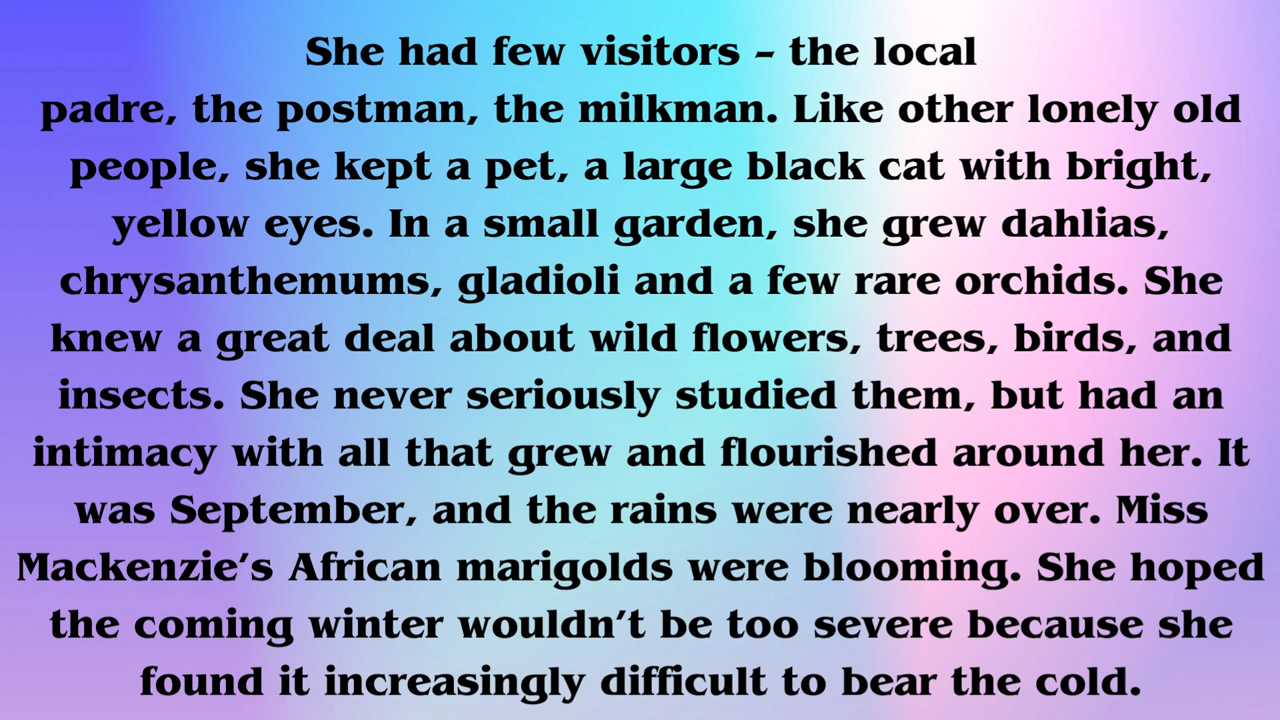 She had few visitors – the local
padre, the postman, the milkman. Like other lonely old
people, she kept a pet, a large black cat with bright,
yellow eyes. In a small garden, she grew dahlias,
chrysanthemums, gladioli and a few rare orchids. She
knew a great deal about wild flowers, trees, birds, and
insects. She never seriously studied them, but had an
intimacy with all that grew and flourished around her. It
was September, and the rains were nearly over. Miss
Mackenzie’s African marigolds were blooming. She hoped
the coming winter wouldn’t be too severe because she
found it increasingly difficult to bear the cold.